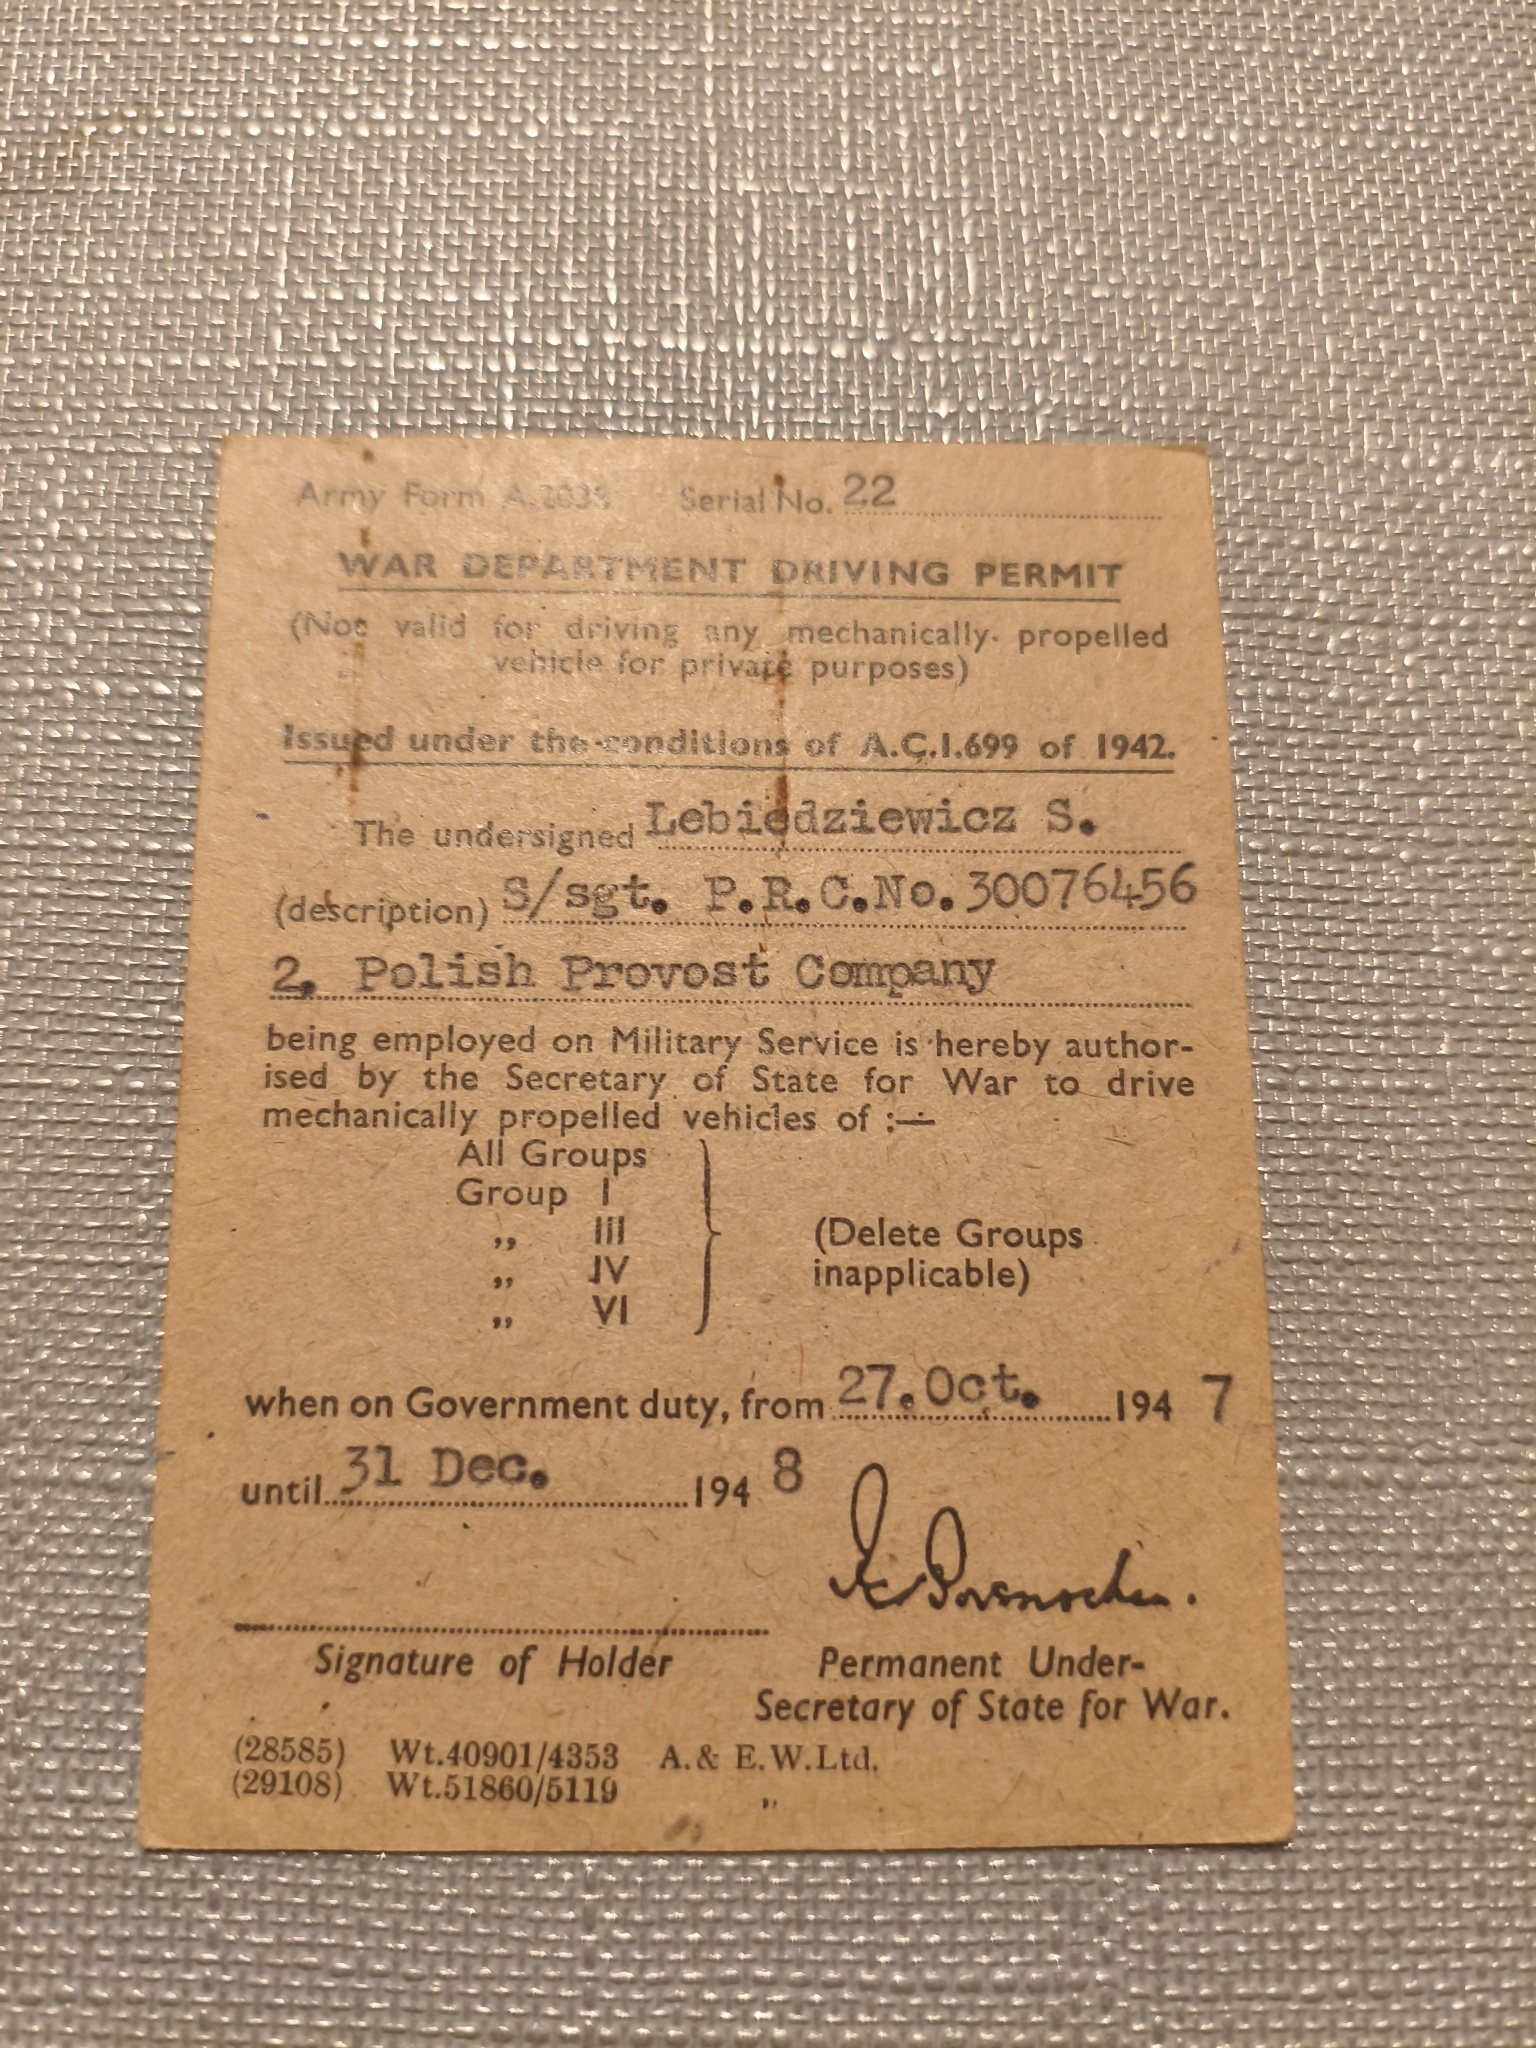 Army Form A.2038 Serial No. 22
WAR DEPARTMENT DRIVING PERMIT
(Not valid for driving any mechanically propelled
vehicle for private purposes)
Issued under the conditions of A.C.I.699 of 1942.
The undersigned Lebiedziewicz S.
(description) S/sgt. P.R.C.No.30076456
2, Polish Provost Company
being employed on Military Service is hereby author-
ised by the Secretary of State for War to drive
mechanically propelled vehicles of :—
All Groups
Group I
„ III
„ IV
„ VI
(Delete Groups
inapplicable)
when on Government duty, from 27.Oct. 194 7
until 31 Dec. 194 8
Signature of Holder
Permanent Under-
Secretary of State for War.
(28585) Wt.40901/4353 A. & E.W.Ltd.
(29108) Wt.51860/5119 „